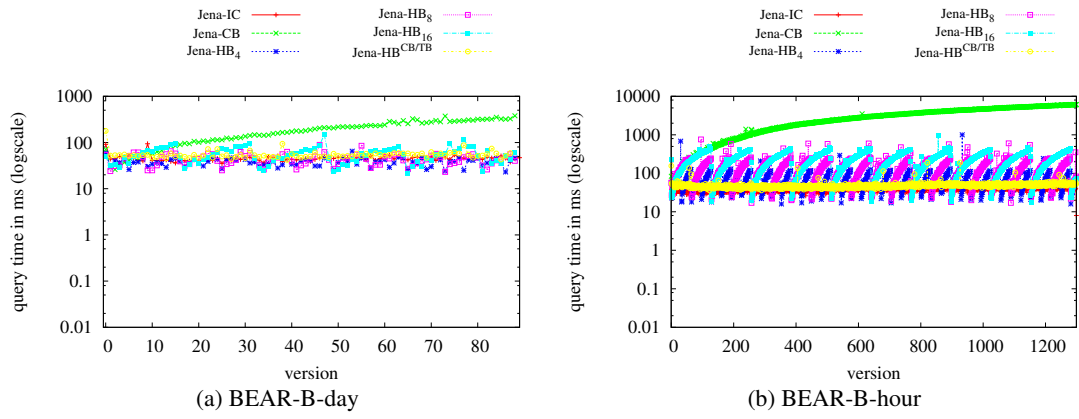 Jena-IC
Jena-CB
Jena-HB4
Jena-HB8
Jena-HB16
Jena-HBCB/TB
query time in ms (logscale)
1000
100
10
1
0.1
0.01
0 10 20 30 40 50 60 70 80
version
(a) BEAR-B-day
Jena-IC
Jena-CB
Jena-HB4
Jena-HB8
Jena-HB16
Jena-HBCB/TB
query time in ms (logscale)
10000
1000
100
10
1
0.1
0.01
0 200 400 600 800 1000 1200
version
(b) BEAR-B-hour